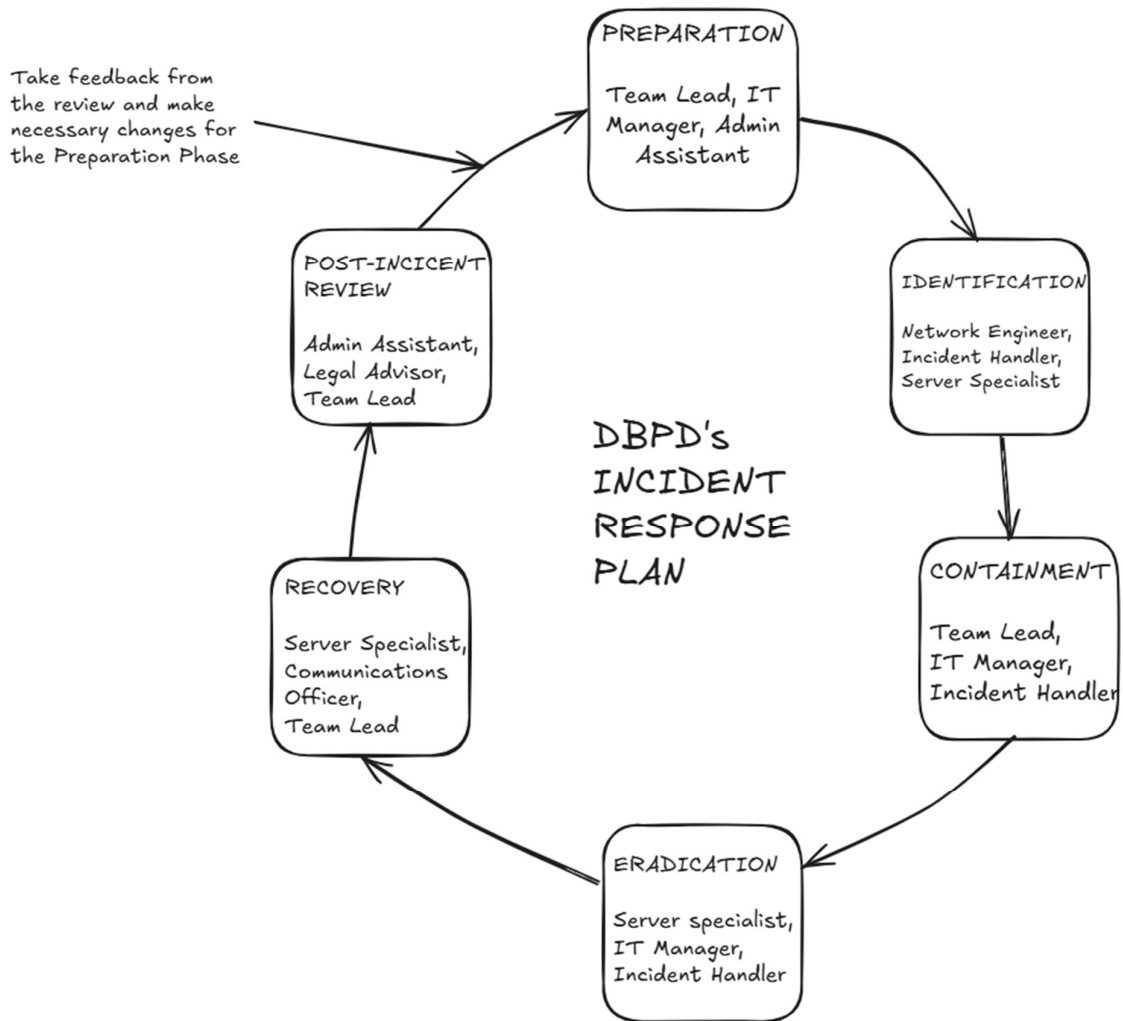 PREPARATION
Team Lead, IT
Manager, Admin
Assistant
Take feedback from
the review and make
necessary changes for
the Preparation Phase
POST-INCICENT
REVIEW
Admin Assistant,
Legal Advisor,
Team Lead
IDENTIFICATION
Network Engineer,
Incident Handler,
Server Specialist
DBPD's
INCIDENT
RESPONSE
PLAN
CONTAINMENT
Team Lead,
IT Manager,
Incident Handler
RECOVERY
Server Specialist,
Communications
Officer,
Team Lead
ERADICATION
Server specialist,
IT Manager,
Incident Handler